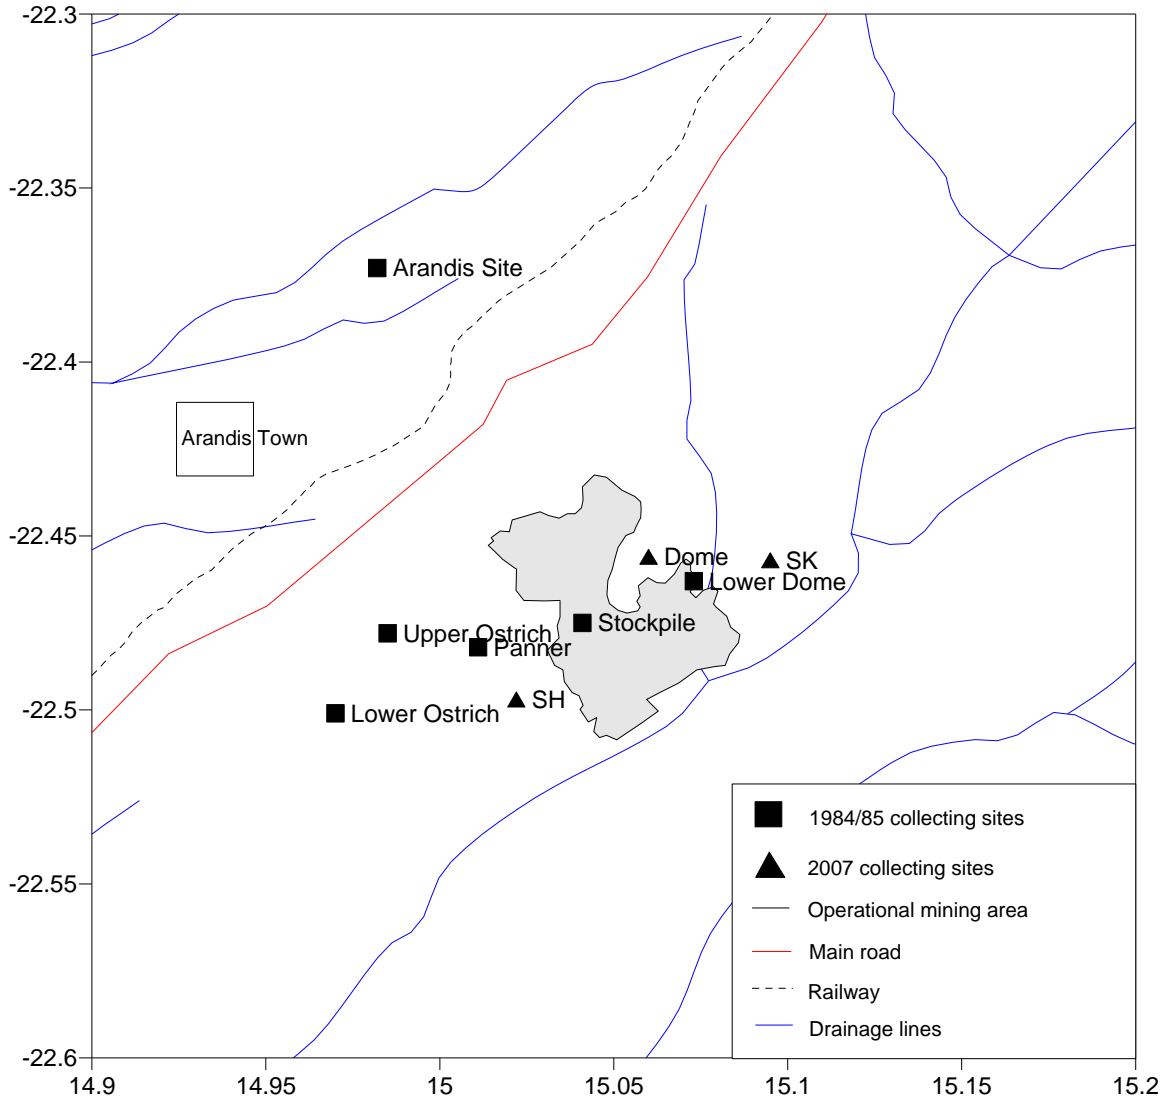 -22.3
-22.35
Arandis Site
-22.4
Arandis Town
-22.45
Dome
SK
Lower Dome
Stockpile
Upper Ostrich
Panner
SH
-22.5
Lower Ostrich
1984/85 collecting sites
2007 collecting sites
-22.55
Operational mining area
Main road
Railway
Drainage lines
-22.6
14.9
14.95
15
15.05
15.1
15.15
15.2